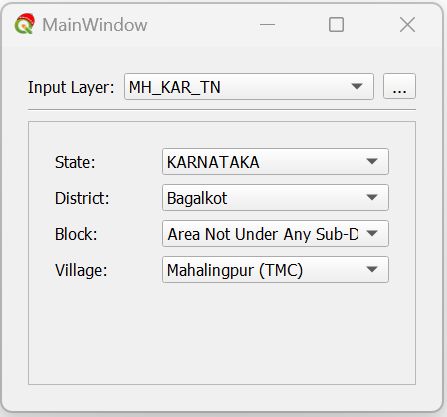 MainWindow
Input Layer: MH_KAR_TN ...
State: KARNATAKA
District: Bagalkot
Block: Area Not Under Any Sub-D
Village: Mahalingpur (TMC)